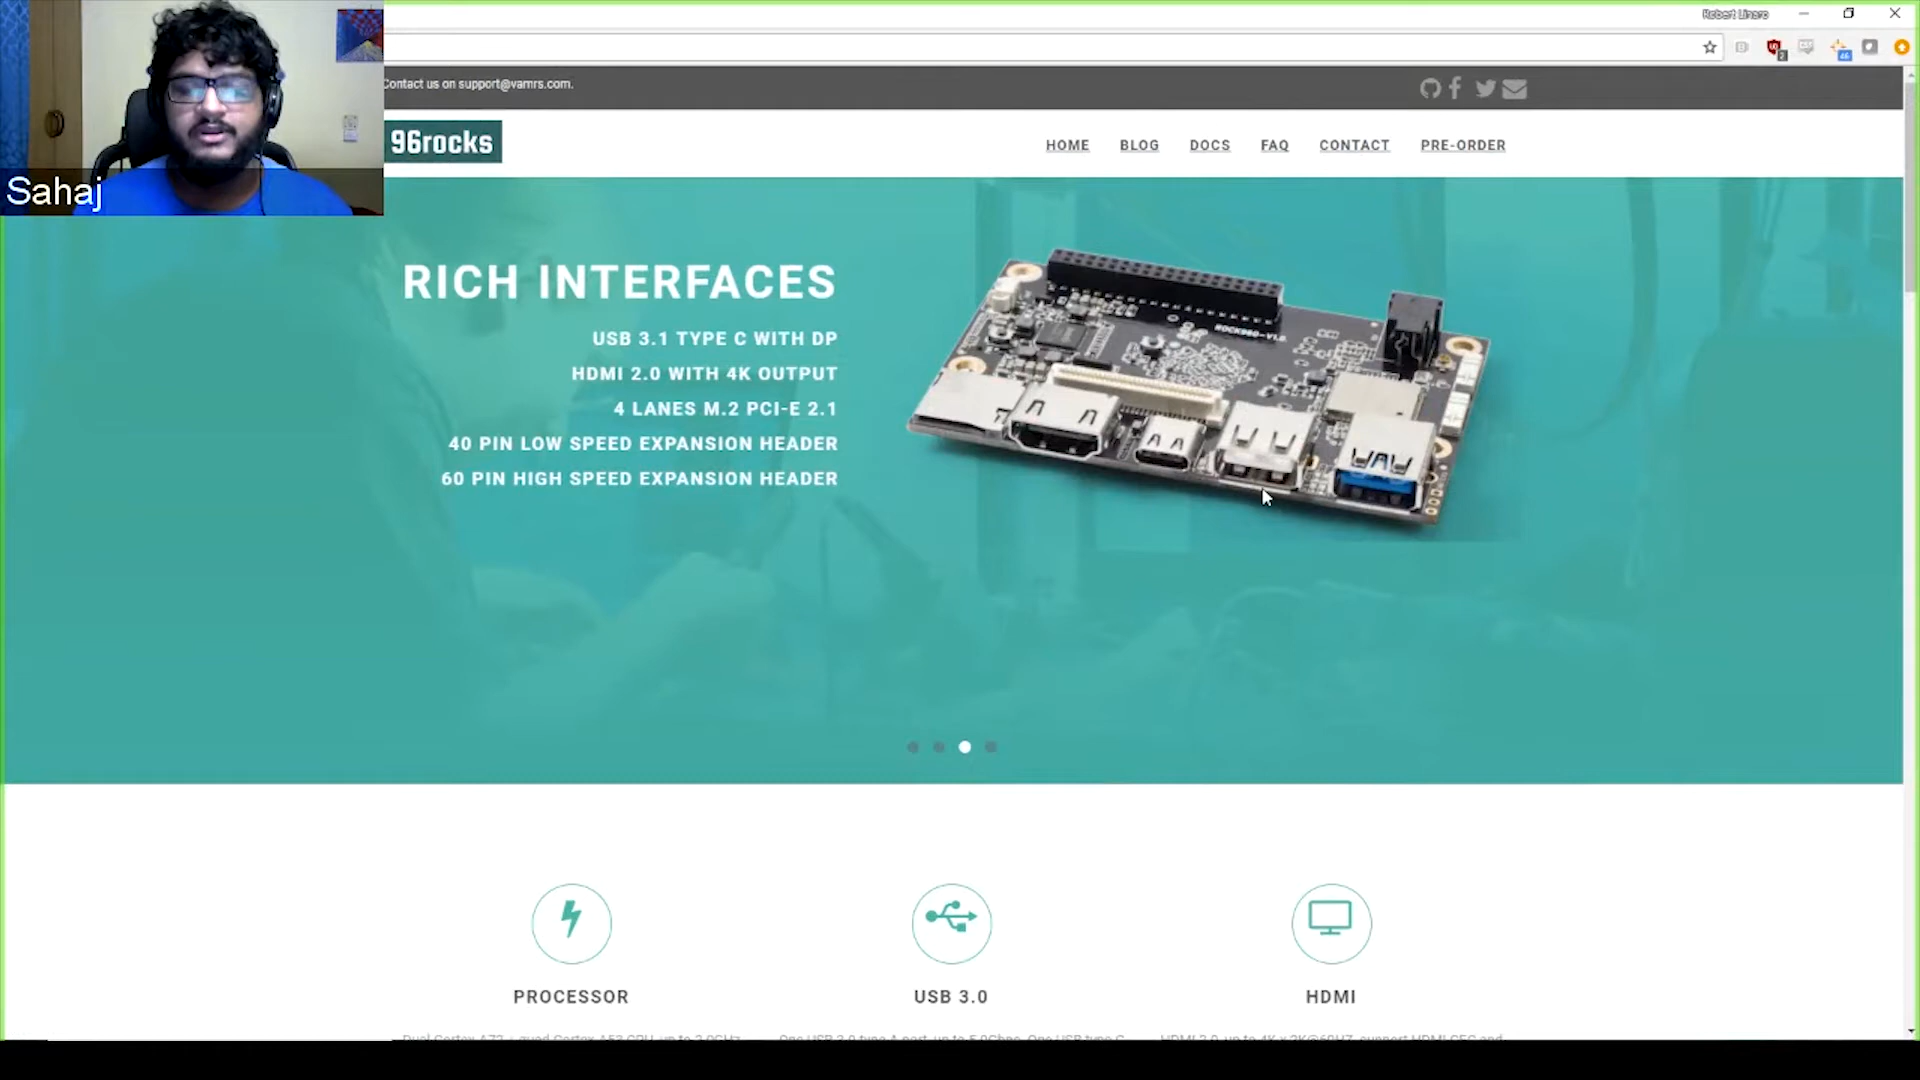 Robert Linaro
Contact us on support@vamrs.com.
96rocks
HOME BLOG DOCS FAQ CONTACT PRE-ORDER
Sahaj
RICH INTERFACES
USB 3.1 TYPE C WITH DP
HDMI 2.0 WITH 4K OUTPUT
4 LANES M.2 PCI-E 2.1
40 PIN LOW SPEED EXPANSION HEADER
60 PIN HIGH SPEED EXPANSION HEADER
PROCESSOR USB 3.0 HDMI